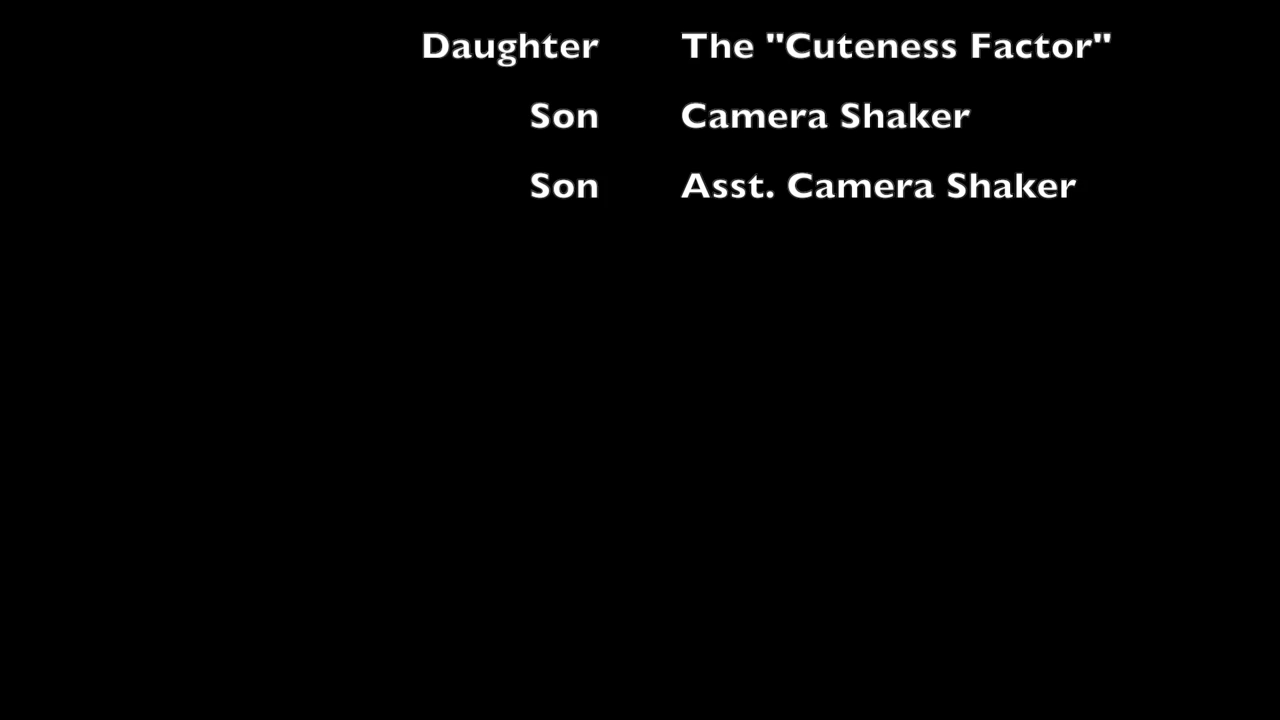 Daughter The "Cuteness Factor"
Son Camera Shaker
Son Asst. Camera Shaker